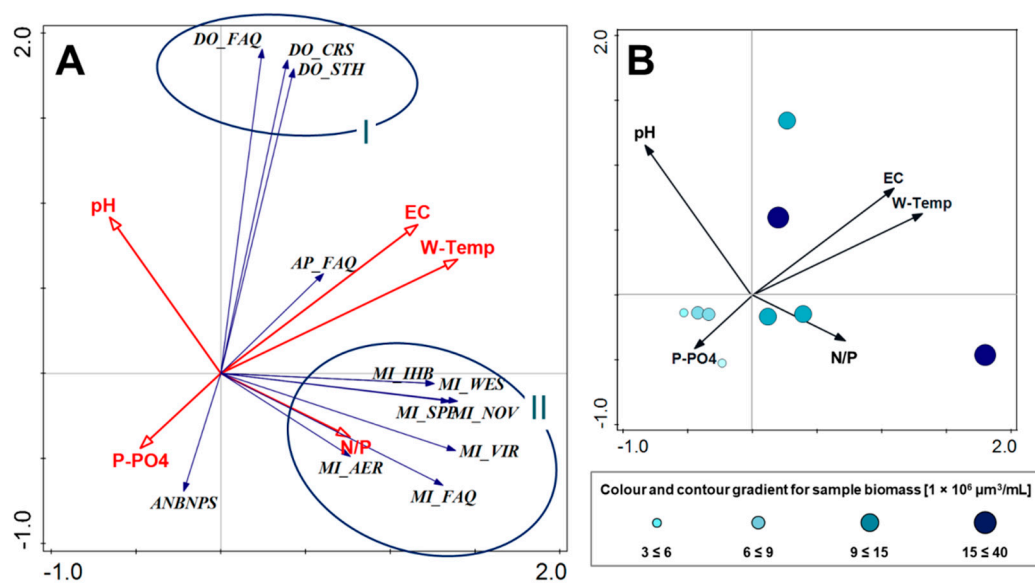 A
2.0
DO_FAQ
DO_CRS
DO_STH
I
pH
EC
W-Temp
AP_FAQ
MI_IHB
MI_WES
II
MI_SPP
MI_NOV
MI_VIR
N/P
MI_AER
MI_FAQ
P-PO4
ANBNPS
-1.0
-1.0
2.0
B
2.0
pH
EC
W-Temp
P-PO4
N/P
-1.0
-1.0
2.0
Colour and contour gradient for sample biomass [1 × 10⁶ µm³/mL]
3 ≤ 6
6 ≤ 9
9 ≤ 15
15 ≤ 40